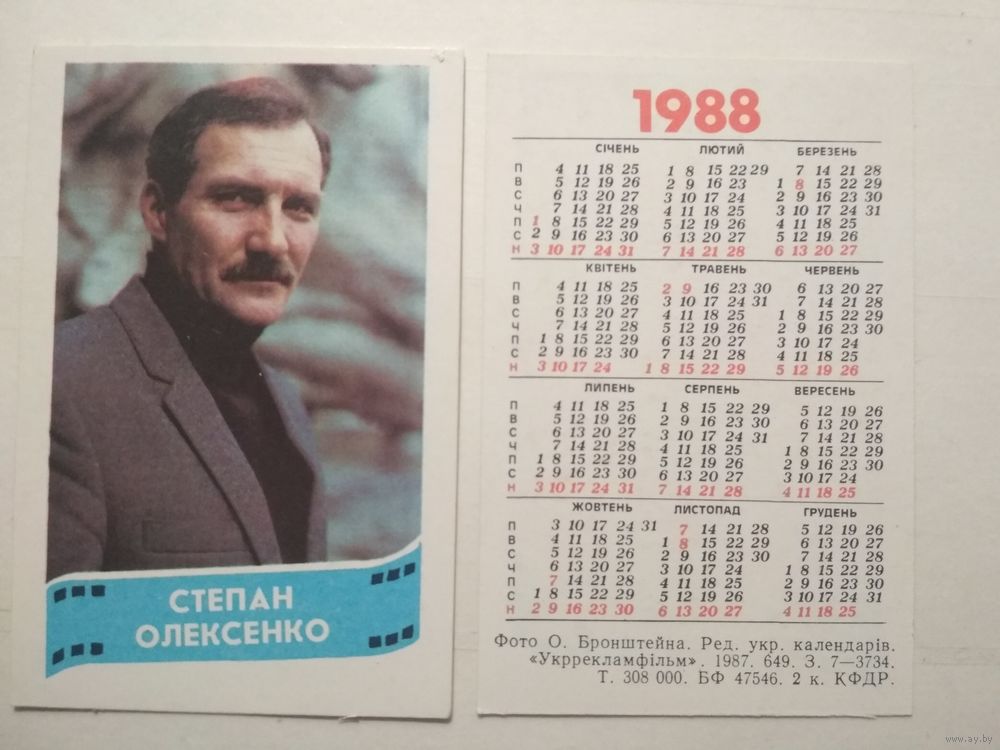 СТЕПАН
ОЛЕКСЕНКО
1988
СІЧЕНЬ ЛЮТИЙ БЕРЕЗЕНЬ
П 4 11 18 25 1 8 15 22 29 7 14 21 28
В 5 12 19 26 2 9 16 23 1 8 15 22 29
С 6 13 20 27 3 10 17 24 2 9 16 23 30
Ч 7 14 21 28 4 11 18 25 3 10 17 24 31
П 1 8 15 22 29 5 12 19 26 4 11 18 25
С 2 9 16 23 30 6 13 20 27 5 12 19 26
Н 3 10 17 24 31 7 14 21 28 6 13 20 27
КВІТЕНЬ ТРАВЕНЬ ЧЕРВЕНЬ
П 4 11 18 25 2 9 16 23 30 6 13 20 27
В 5 12 19 26 3 10 17 24 31 7 14 21 28
С 6 13 20 27 4 11 18 25 1 8 15 22 29
Ч 7 14 21 28 5 12 19 26 2 9 16 23 30
П 1 8 15 22 29 6 13 20 27 3 10 17 24
С 2 9 16 23 30 7 14 21 28 4 11 18 25
Н 3 10 17 24 1 8 15 22 29 5 12 19 26
ЛИПЕНЬ СЕРПЕНЬ ВЕРЕСЕНЬ
П 4 11 18 25 1 8 15 22 29 5 12 19 26
В 5 12 19 26 2 9 16 23 30 6 13 20 27
С 6 13 20 27 3 10 17 24 31 7 14 21 28
Ч 7 14 21 28 4 11 18 25 1 8 15 22 29
П 1 8 15 22 29 5 12 19 26 2 9 16 23 30
С 2 9 16 23 30 6 13 20 27 3 10 17 24
Н 3 10 17 24 31 7 14 21 28 4 11 18 25
ЖОВТЕНЬ ЛИСТОПАД ГРУДЕНЬ
П 3 10 17 24 31 7 14 21 28 5 12 19 26
В 4 11 18 25 1 8 15 22 29 6 13 20 27
С 5 12 19 26 2 9 16 23 30 7 14 21 28
Ч 6 13 20 27 3 10 17 24 1 8 15 22 29
П 7 14 21 28 4 11 18 25 2 9 16 23 30
С 1 8 15 22 29 5 12 19 26 3 10 17 24 31
Н 2 9 16 23 30 6 13 20 27 4 11 18 25
Фото О. Бронштейна. Ред. укр. календарів.
«Укррекламфільм». 1987. 649. З. 7—3734.
Т. 308 000. БФ 47546. 2 к. КФДР.
www.ay.by